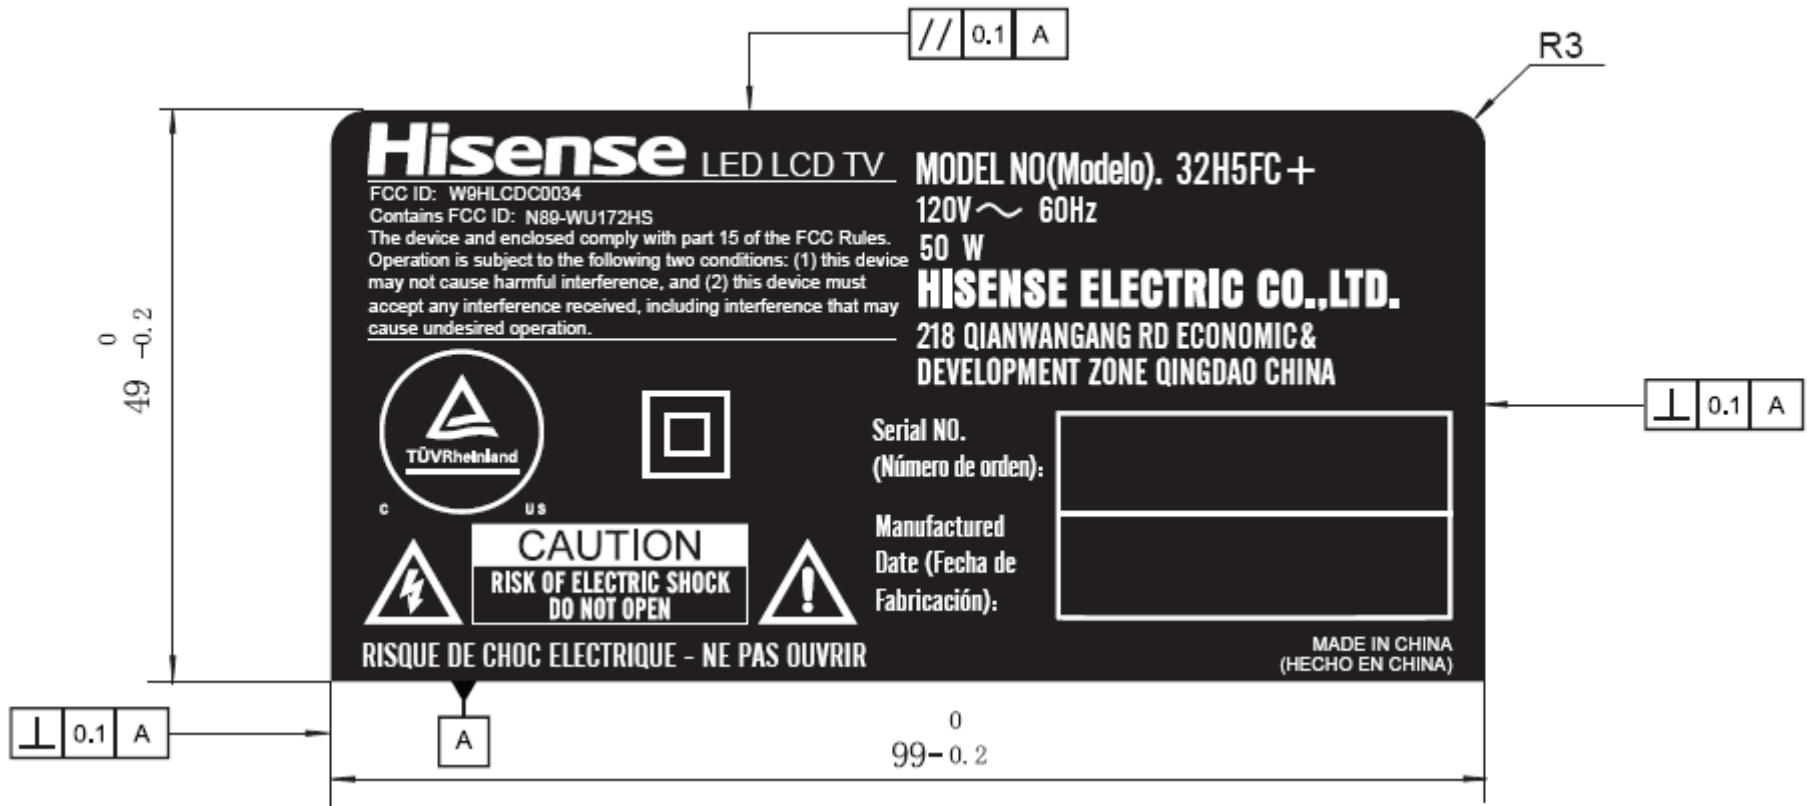 // 0.1 A
R3
Hisense LED LCD TV
FCC ID: W9HLCDC0034
Contains FCC ID: N89-WU172HS
The device and enclosed comply with part 15 of the FCC Rules.
Operation is subject to the following two conditions: (1) this device
may not cause harmful interference, and (2) this device must
accept any interference received, including interference that may
cause undesired operation.
MODEL NO(Modelo). 32H5FC+
120V～ 60Hz
50 W
HISENSE ELECTRIC CO.,LTD.
218 QIANWANGANG RD ECONOMIC&
DEVELOPMENT ZONE QINGDAO CHINA
0
49-0.2
TÜVRheinland
C US
Serial NO.
(Número de orden):
Manufactured
Date (Fecha de
Fabricación):
⊥ 0.1 A
CAUTION
RISK OF ELECTRIC SHOCK
DO NOT OPEN
RISQUE DE CHOC ELECTRIQUE - NE PAS OUVRIR
MADE IN CHINA
(HECHO EN CHINA)
⊥ 0.1 A
A
0
99-0.2